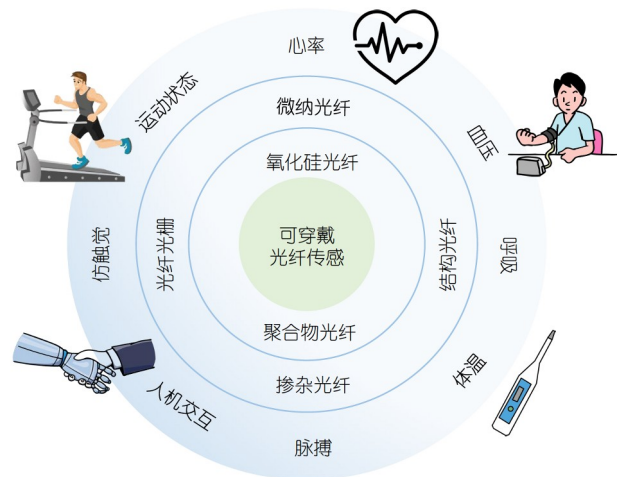 心率
运动状态
微纳光纤
血压
氧化硅光纤
仿触觉
光纤光栅
可穿戴
光纤传感
结构光纤
呼吸
聚合物光纤
掺杂光纤
体温
人机交互
脉搏